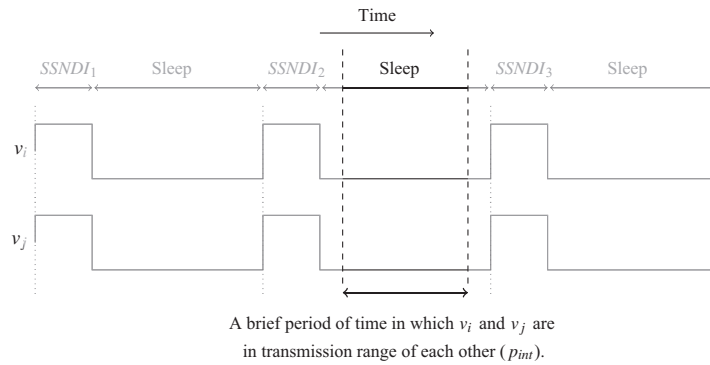 Time
SSNDI₁ Sleep SSNDI₂ Sleep SSNDI₃ Sleep
vᵢ
vⱼ
A brief period of time in which vᵢ and vⱼ are
in transmission range of each other (pᵢₙₜ).